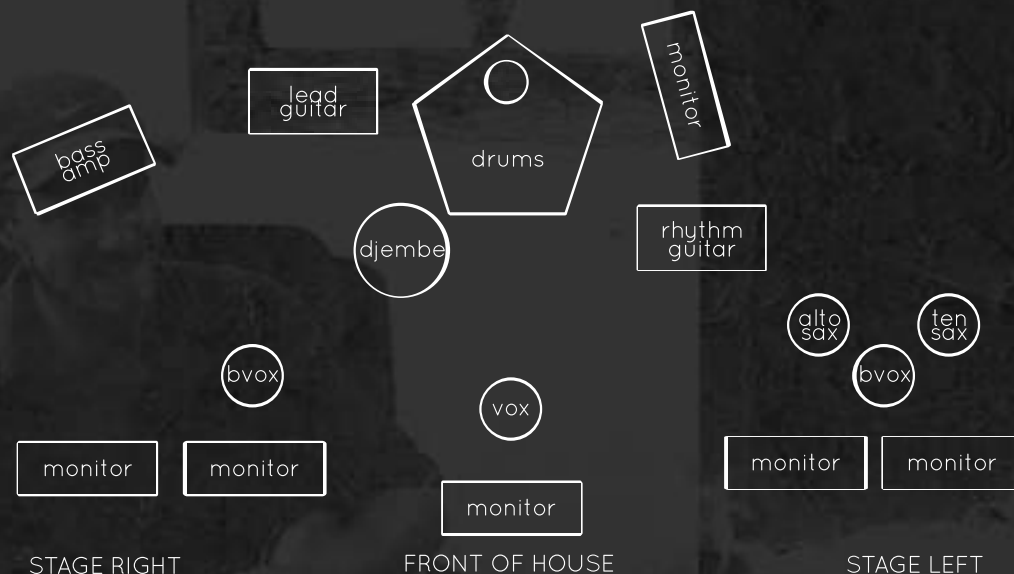 lead
guitar
monitor
bass
amp
drums
djembe
rhythm
guitar
alto
sax
ten
sax
bvox
bvox
vox
monitor
monitor
monitor
monitor
monitor
STAGE RIGHT
FRONT OF HOUSE
STAGE LEFT